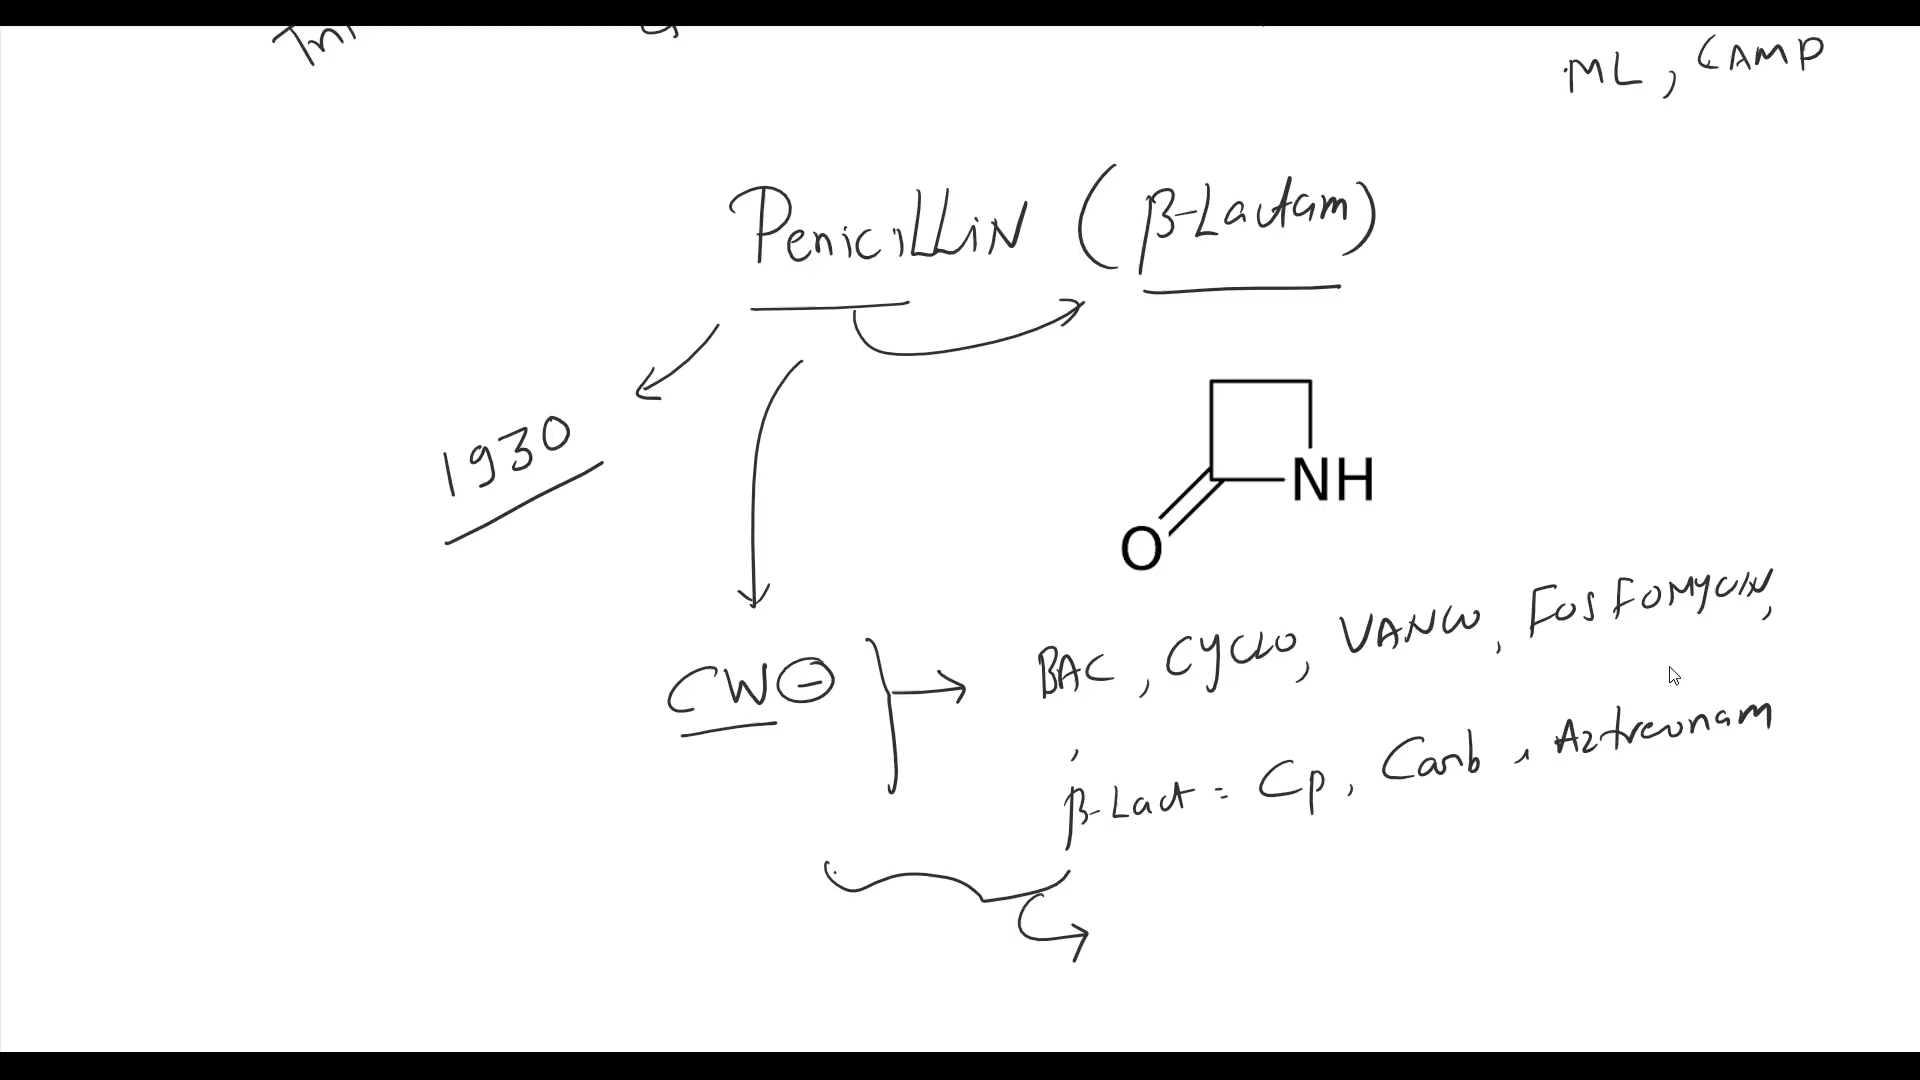 ML, CAMP
Penicillin (β-Lactam)
1930
NH
O
CW⊖
BAC, CYCLO, VANCO, FOSFOMYCIN,
, β-Lact = Cp, Carb, Aztreonam